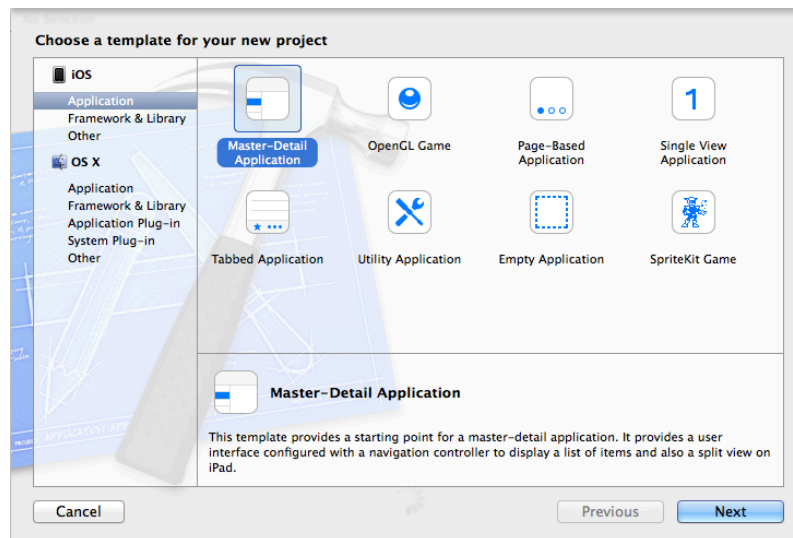 No Selection
Choose a template for your new project
iOS
Application
Framework & Library
Other
OS X
Application
Framework & Library
Application Plug-in
System Plug-in
Other
Master-Detail
Application
OpenGL Game
Page-Based
Application
1
Single View
Application
Tabbed Application
Utility Application
Empty Application
SpriteKit Game
Master-Detail Application
This template provides a starting point for a master-detail application. It provides a user
interface configured with a navigation controller to display a list of items and also a split view on
iPad.
Cancel
Previous
Next